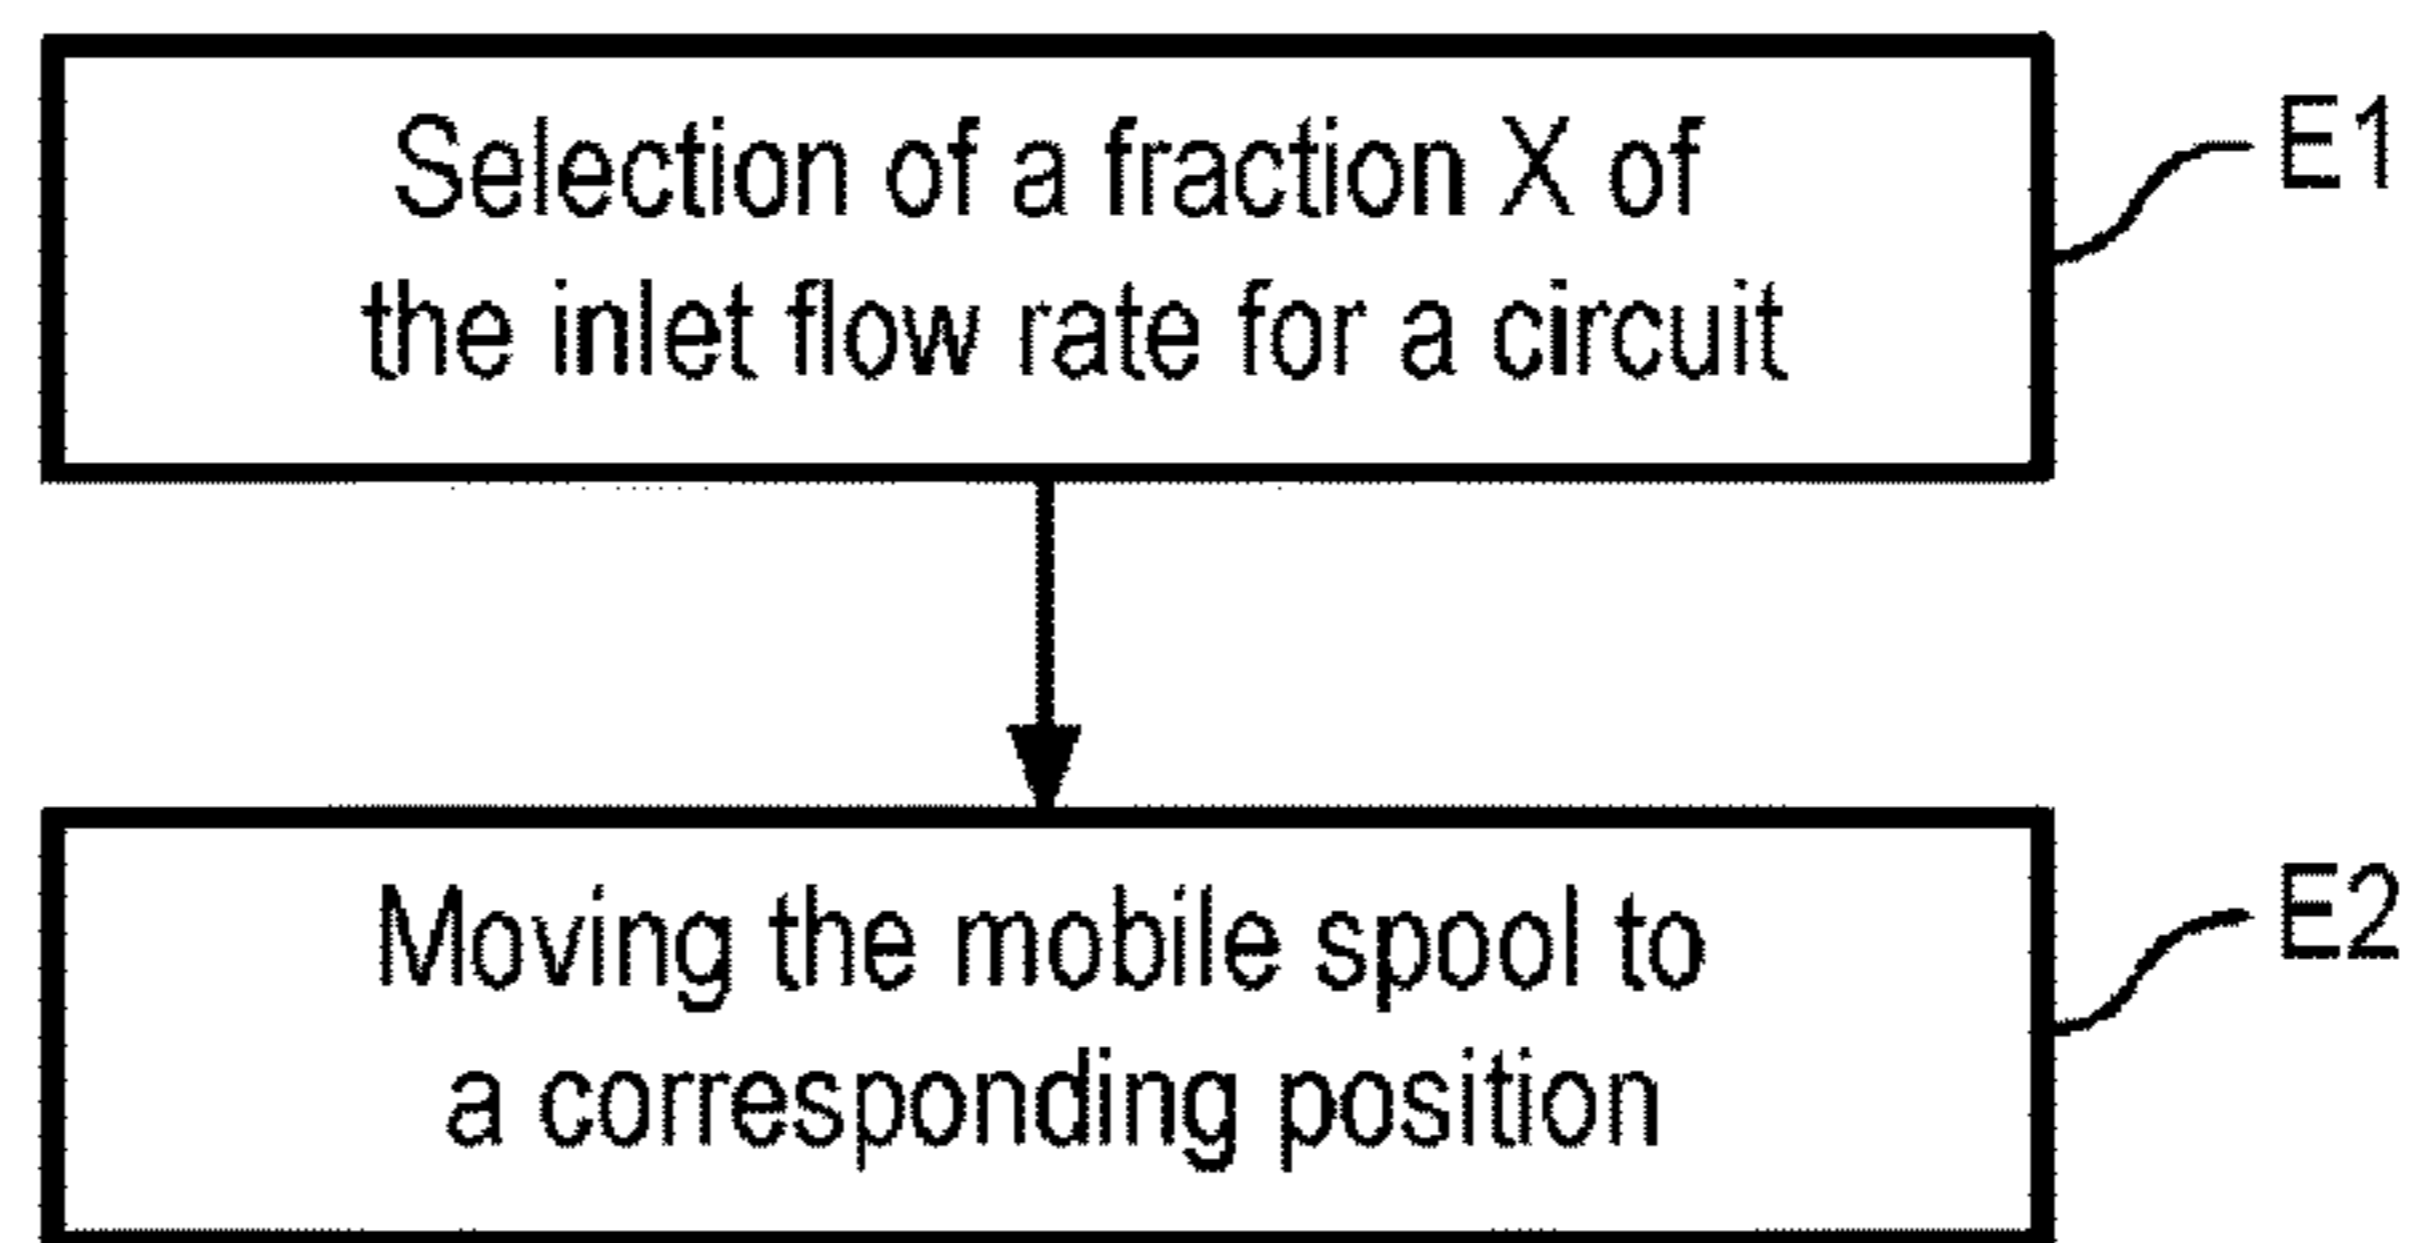 Selection of a fraction X of
the inlet flow rate for a circuit
E1
Moving the mobile spool to
a corresponding position
E2